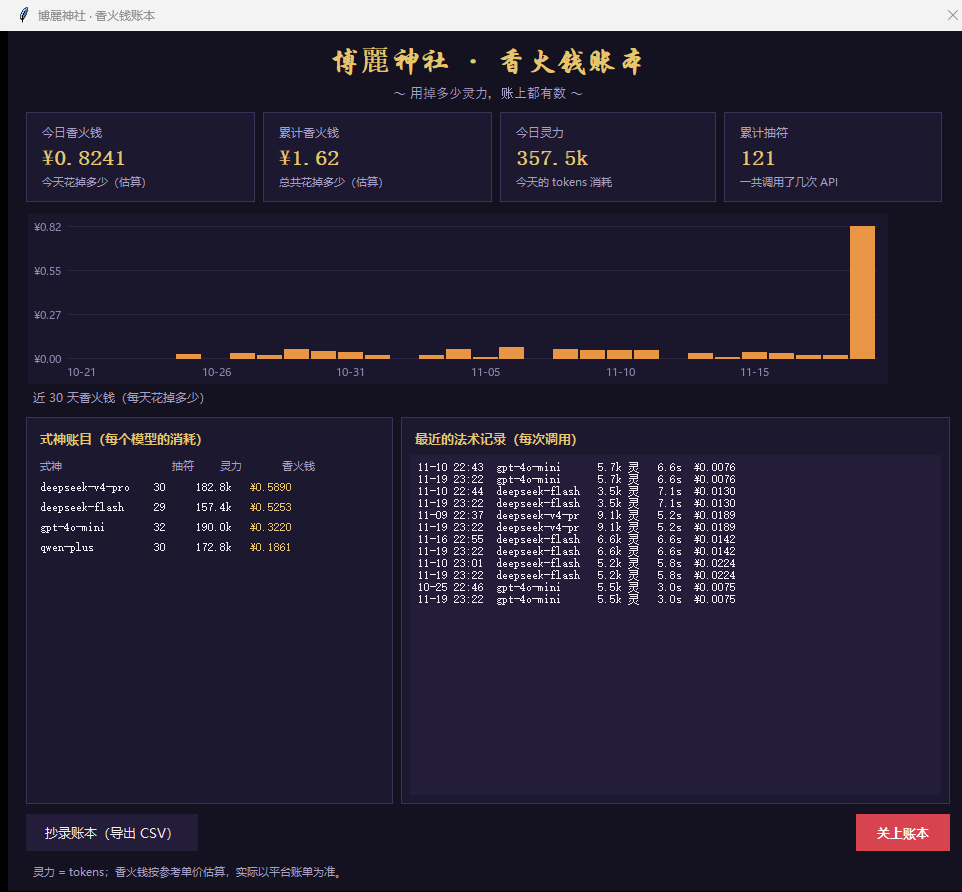 博麗神社 · 香火钱账本
博麗神社 · 香火钱账本
～ 用掉多少灵力，账上都有数 ～
今日香火钱
¥0.8241
今天花掉多少（估算）
累计香火钱
¥1.62
总共花掉多少（估算）
今日灵力
357.5k
今天的 tokens 消耗
累计抽符
121
一共调用了几次 API
¥0.82
¥0.55
¥0.27
¥0.00
10-21 10-26 10-31 11-05 11-10 11-15
近 30 天香火钱（每天花掉多少）
式神账目（每个模型的消耗）
式神 抽符 灵力 香火钱
deepseek-v4-pro 30 182.8k ¥0.5890
deepseek-flash 29 157.4k ¥0.5253
gpt-4o-mini 32 190.0k ¥0.3220
qwen-plus 30 172.8k ¥0.1861
最近的法术记录（每次调用）
11-10 22:43 gpt-4o-mini 5.7k 灵 6.6s ¥0.0076
11-19 23:22 gpt-4o-mini 5.7k 灵 6.6s ¥0.0076
11-10 22:44 deepseek-flash 3.5k 灵 7.1s ¥0.0130
11-19 23:22 deepseek-flash 3.5k 灵 7.1s ¥0.0130
11-09 22:37 deepseek-v4-pr 9.1k 灵 5.2s ¥0.0189
11-19 23:22 deepseek-v4-pr 9.1k 灵 5.2s ¥0.0189
11-16 22:55 deepseek-flash 6.6k 灵 6.6s ¥0.0142
11-19 23:22 deepseek-flash 6.6k 灵 6.6s ¥0.0142
11-10 23:01 deepseek-flash 5.2k 灵 5.8s ¥0.0224
11-19 23:22 deepseek-flash 5.2k 灵 5.8s ¥0.0224
10-25 22:46 gpt-4o-mini 5.5k 灵 3.0s ¥0.0075
11-19 23:22 gpt-4o-mini 5.5k 灵 3.0s ¥0.0075
抄录账本（导出 CSV）
关上账本
灵力 = tokens；香火钱按参考单价估算，实际以平台账单为准。